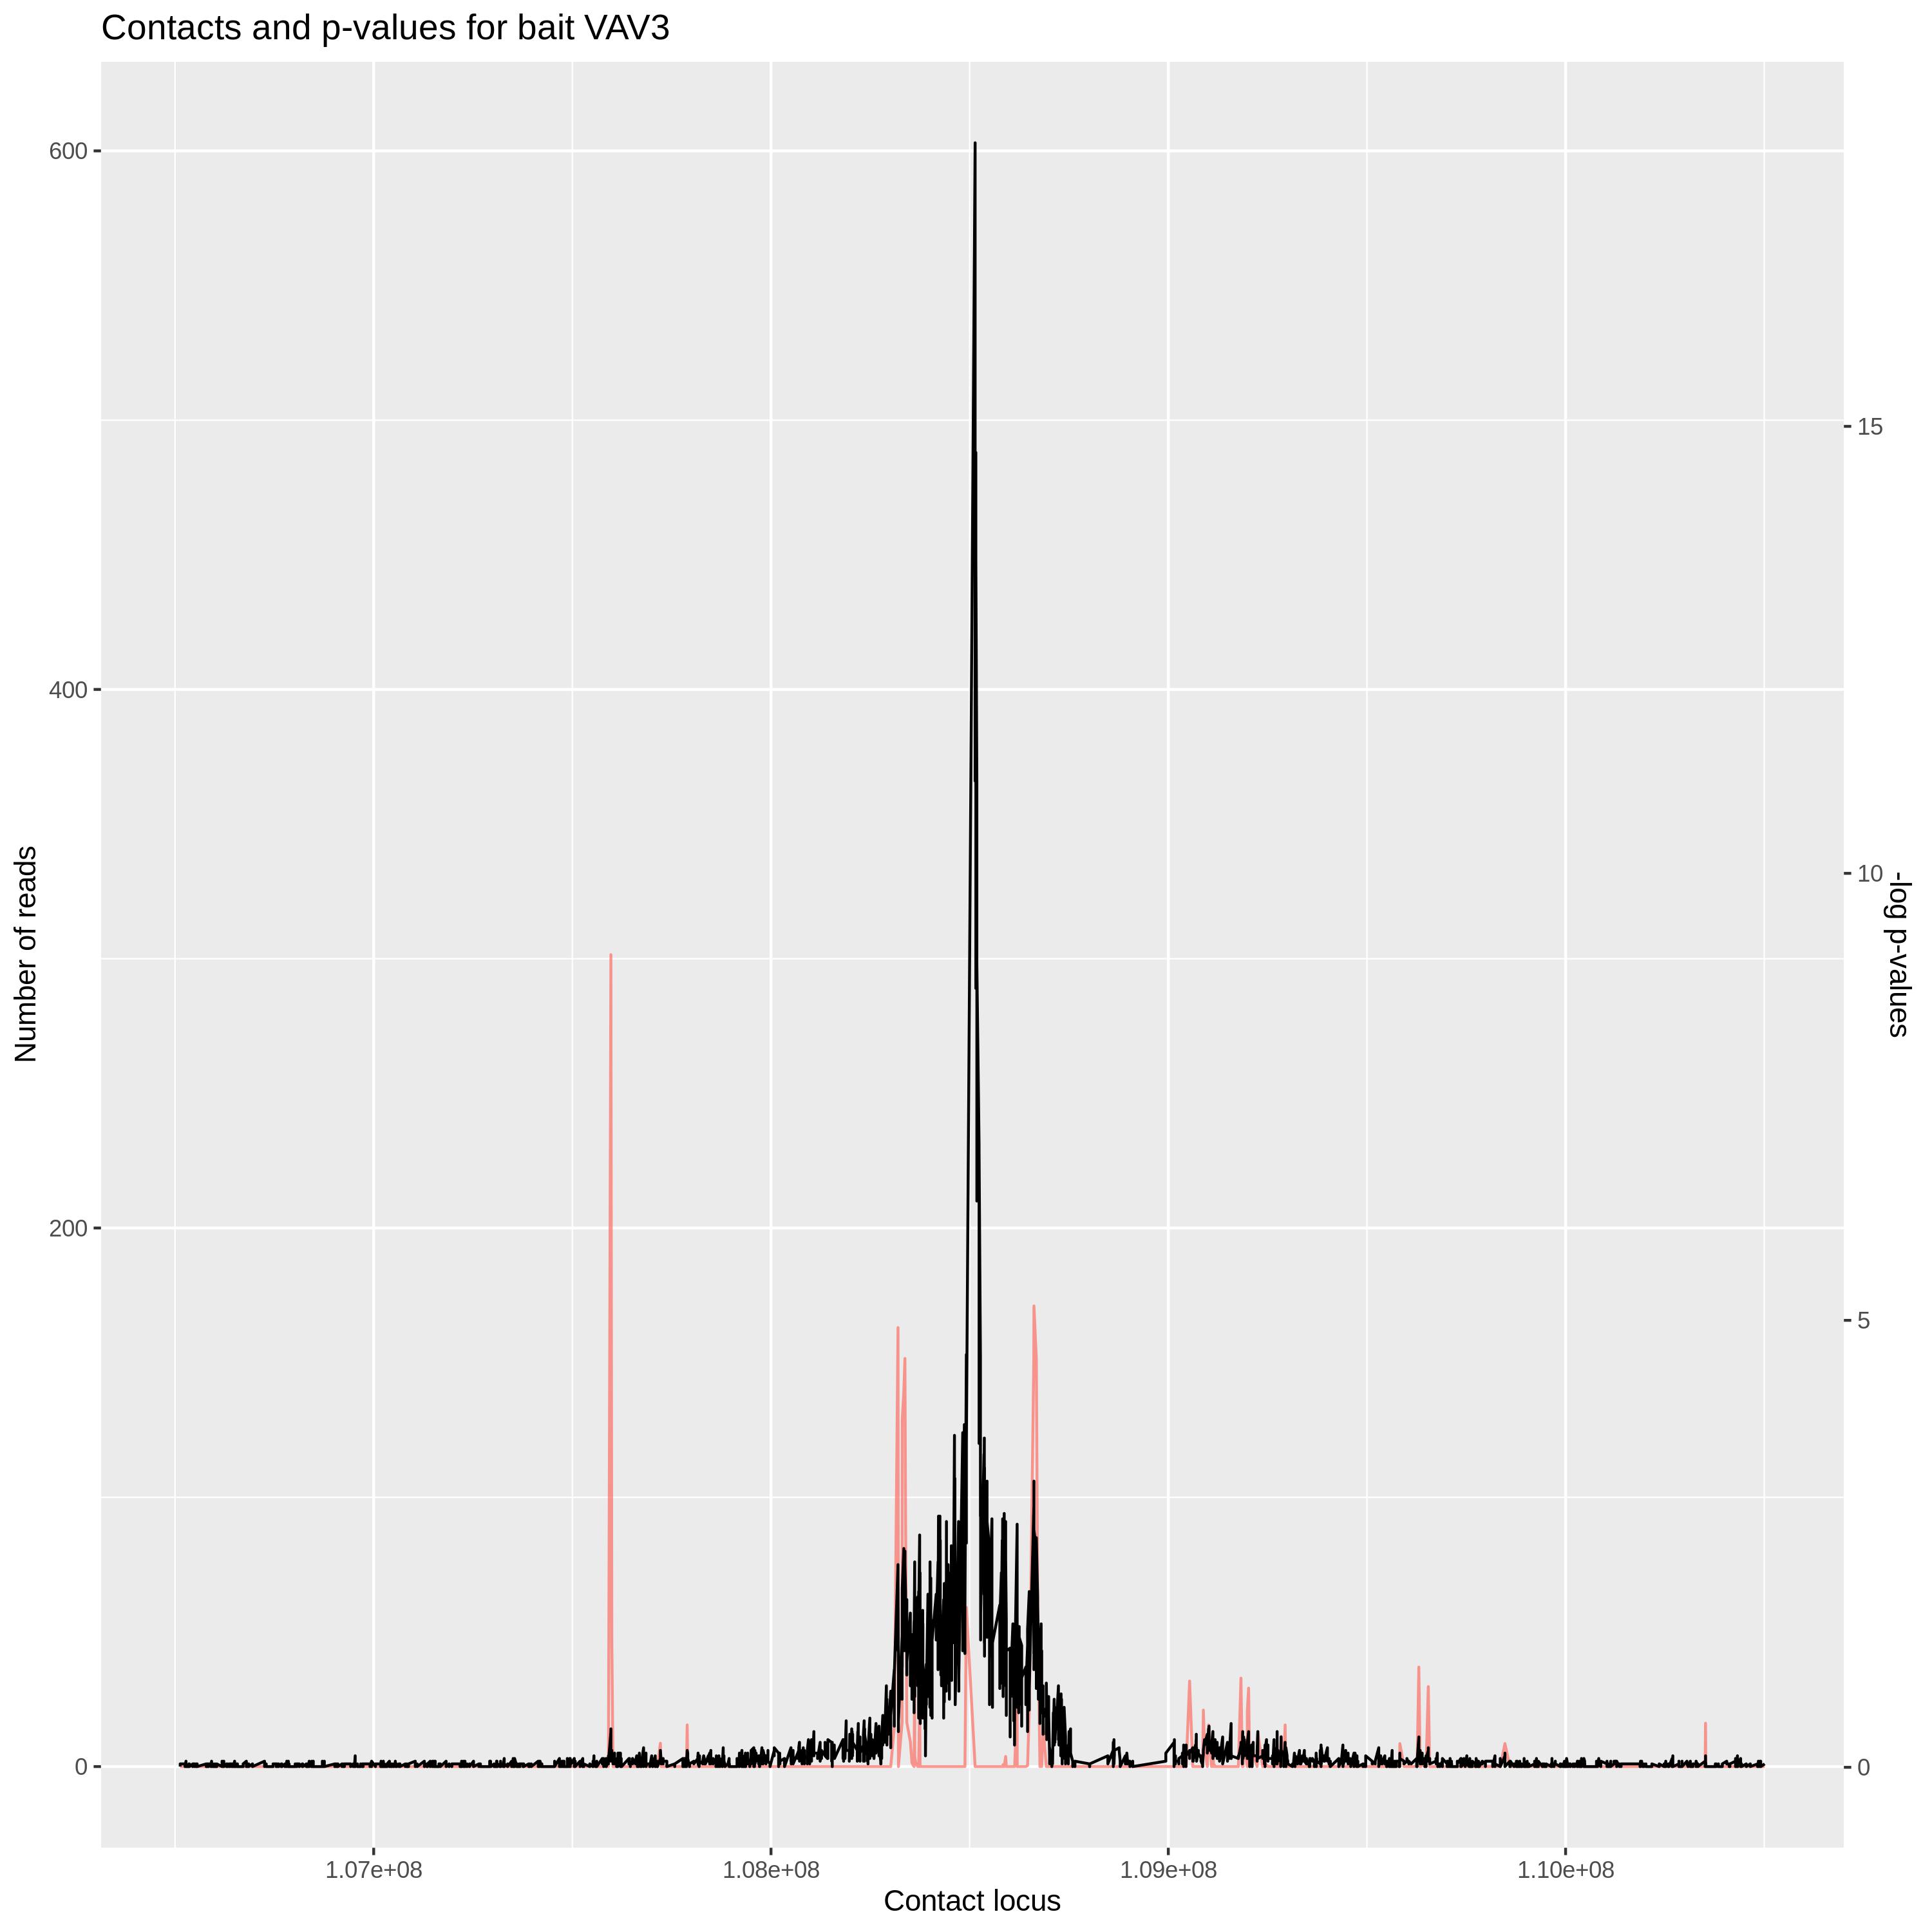 Contacts and p-values for bait VAV3
600
400
200
0
Number of reads
15
10
5
0
-log p-values
1.07e+08
1.08e+08
1.09e+08
1.10e+08
Contact locus